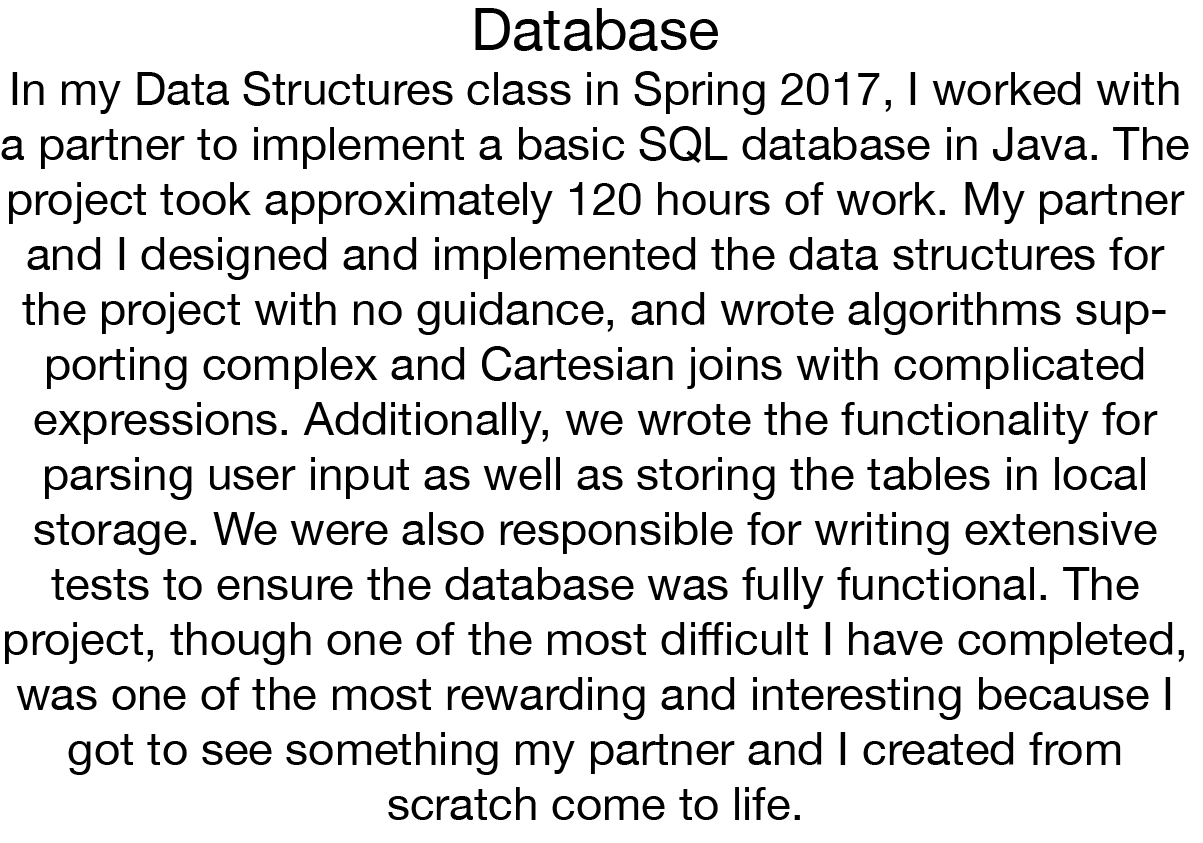 Database
In my Data Structures class in Spring 2017, I worked with
a partner to implement a basic SQL database in Java. The
project took approximately 120 hours of work. My partner
and I designed and implemented the data structures for
the project with no guidance, and wrote algorithms sup-
porting complex and Cartesian joins with complicated
expressions. Additionally, we wrote the functionality for
parsing user input as well as storing the tables in local
storage. We were also responsible for writing extensive
tests to ensure the database was fully functional. The
project, though one of the most difficult I have completed,
was one of the most rewarding and interesting because I
got to see something my partner and I created from
scratch come to life.